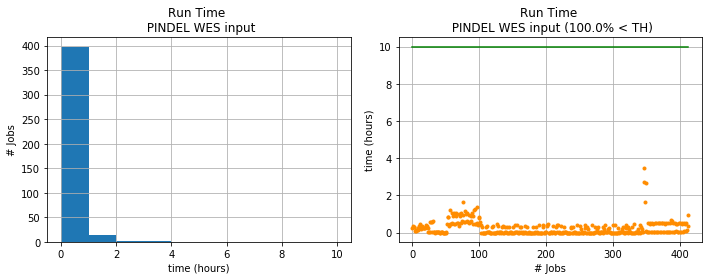 Run Time
PINDEL WES input
# Jobs
400
350
300
250
200
150
100
50
0
0 2 4 6 8 10
time (hours)
Run Time
PINDEL WES input (100.0% < TH)
time (hours)
10
8
6
4
2
0
0 100 200 300 400
# Jobs